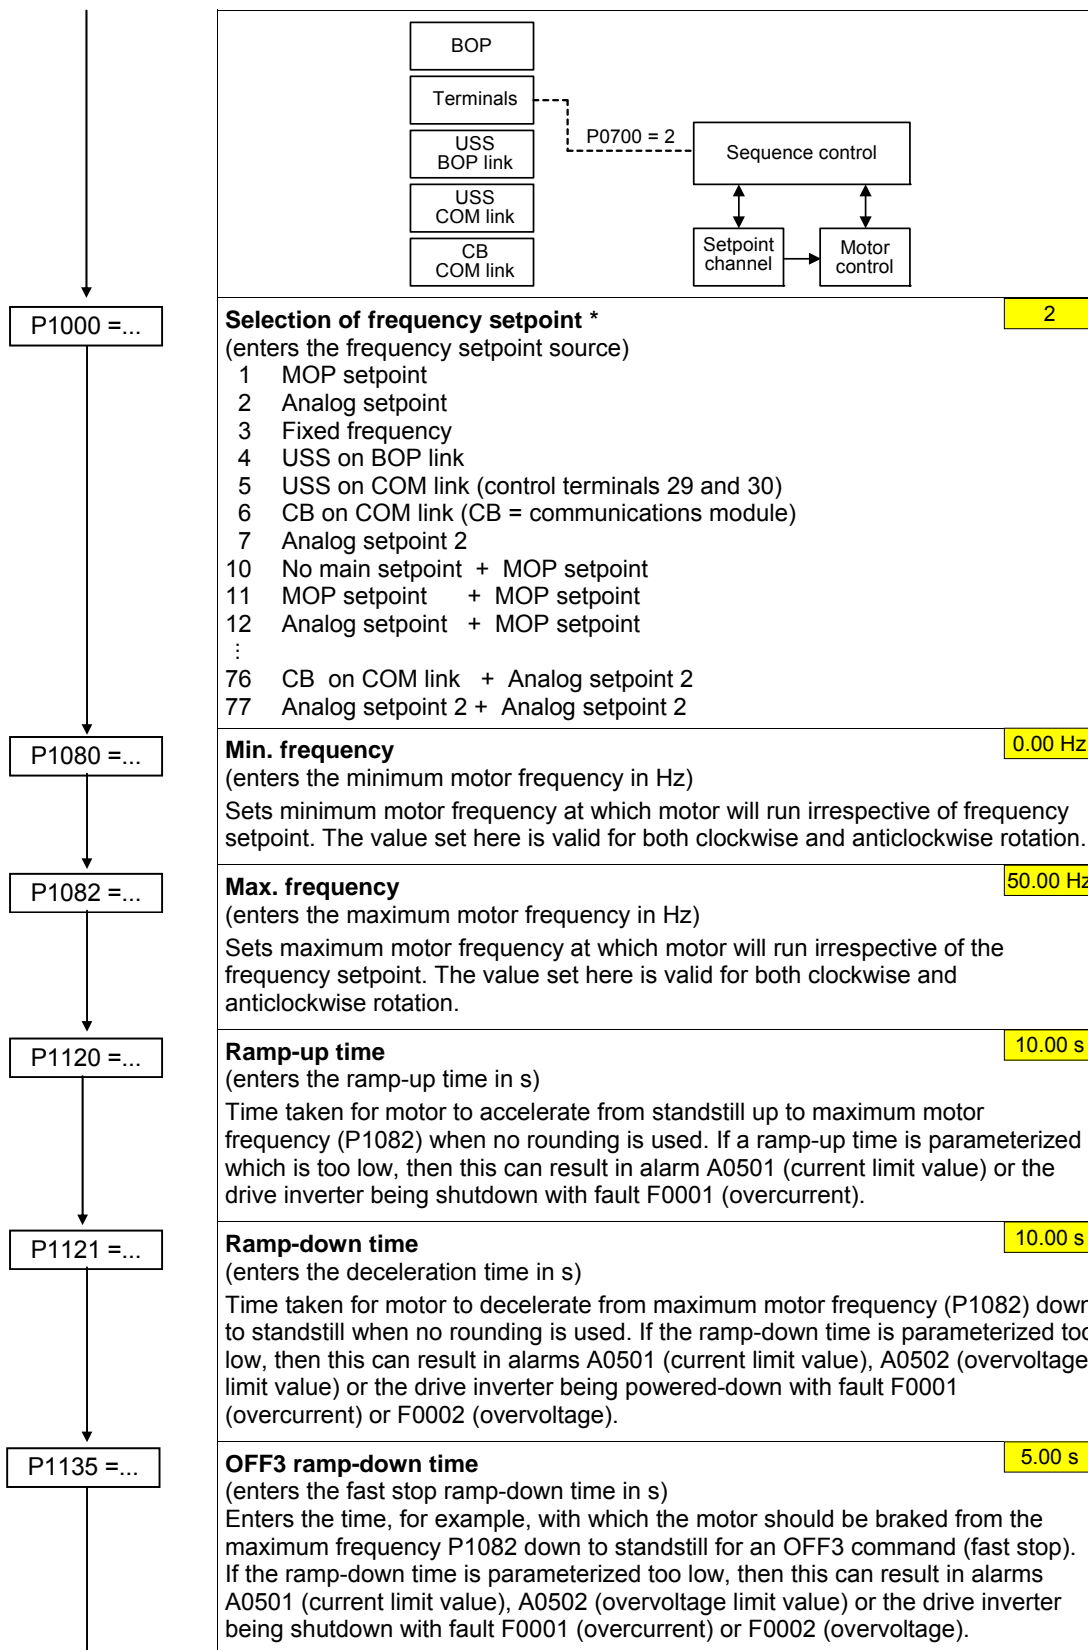 BOP
Terminals
USS
BOP link
USS
COM link
CB
COM link
P0700 = 2
Sequence control
Setpoint
channel
Motor
control
P1000 =...
Selection of frequency setpoint *
2
(enters the frequency setpoint source)
1 MOP setpoint
2 Analog setpoint
3 Fixed frequency
4 USS on BOP link
5 USS on COM link (control terminals 29 and 30)
6 CB on COM link (CB = communications module)
7 Analog setpoint 2
10 No main setpoint + MOP setpoint
11 MOP setpoint + MOP setpoint
12 Analog setpoint + MOP setpoint
⋮
76 CB on COM link + Analog setpoint 2
77 Analog setpoint 2 + Analog setpoint 2
P1080 =...
Min. frequency
0.00 Hz
(enters the minimum motor frequency in Hz)
Sets minimum motor frequency at which motor will run irrespective of frequency
setpoint. The value set here is valid for both clockwise and anticlockwise rotation.
P1082 =...
Max. frequency
50.00 Hz
(enters the maximum motor frequency in Hz)
Sets maximum motor frequency at which motor will run irrespective of the
frequency setpoint. The value set here is valid for both clockwise and
anticlockwise rotation.
P1120 =...
Ramp-up time
10.00 s
(enters the ramp-up time in s)
Time taken for motor to accelerate from standstill up to maximum motor
frequency (P1082) when no rounding is used. If a ramp-up time is parameterized
which is too low, then this can result in alarm A0501 (current limit value) or the
drive inverter being shutdown with fault F0001 (overcurrent).
P1121 =...
Ramp-down time
10.00 s
(enters the deceleration time in s)
Time taken for motor to decelerate from maximum motor frequency (P1082) down
to standstill when no rounding is used. If the ramp-down time is parameterized too
low, then this can result in alarms A0501 (current limit value), A0502 (overvoltage
limit value) or the drive inverter being powered-down with fault F0001
(overcurrent) or F0002 (overvoltage).
P1135 =...
OFF3 ramp-down time
5.00 s
(enters the fast stop ramp-down time in s)
Enters the time, for example, with which the motor should be braked from the
maximum frequency P1082 down to standstill for an OFF3 command (fast stop).
If the ramp-down time is parameterized too low, then this can result in alarms
A0501 (current limit value), A0502 (overvoltage limit value) or the drive inverter
being shutdown with fault F0001 (overcurrent) or F0002 (overvoltage).